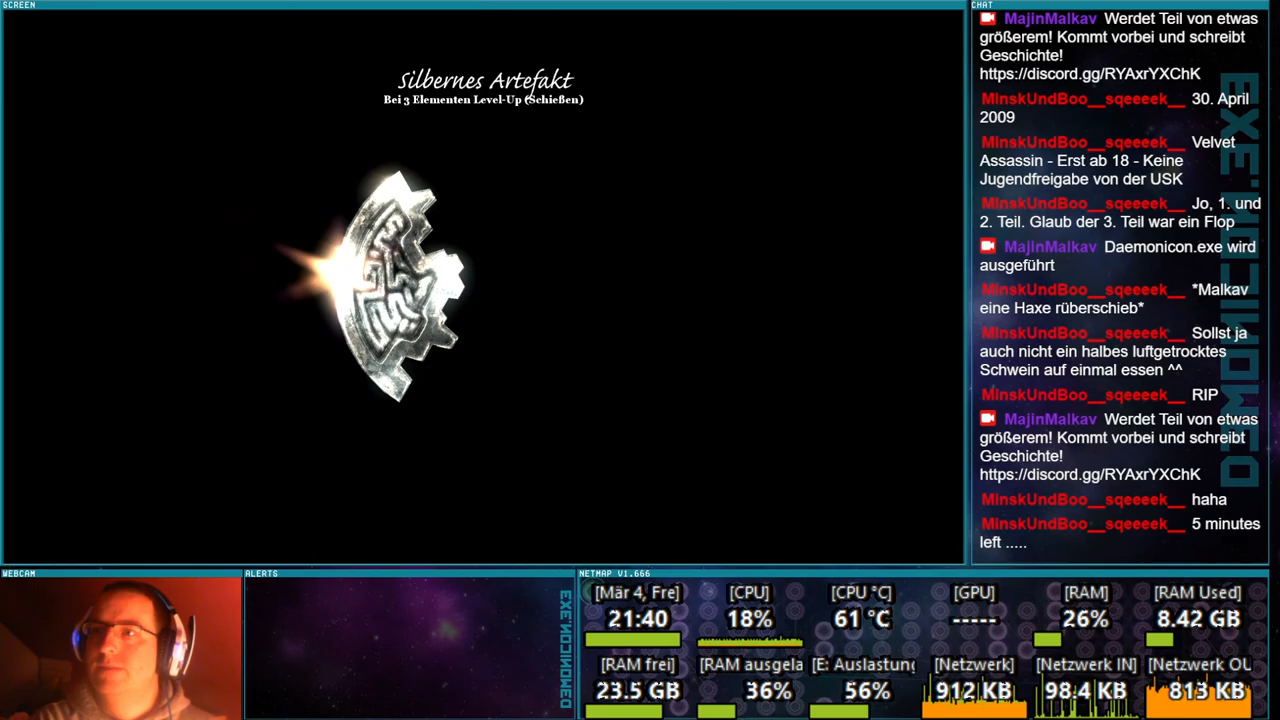 SCREEN
Silbernes Artefakt
Bei 3 Elementen Level-Up (Schießen)
CHAT
MajinMalkav Werdet Teil von etwas
größerem! Kommt vorbei und schreibt
Geschichte!
https://discord.gg/RYAxrYXChK
MinskUndBoo__sqeeeek__ 30. April
2009
MinskUndBoo__sqeeeek__ Velvet
Assassin - Erst ab 18 - Keine
Jugendfreigabe von der USK
MinskUndBoo__sqeeeek__ Jo, 1. und
2. Teil. Glaub der 3. Teil war ein Flop
MajinMalkav Daemonicon.exe wird
ausgeführt
MinskUndBoo__sqeeeek__ *Malkav
eine Haxe rüberschieb*
MinskUndBoo__sqeeeek__ Sollst ja
auch nicht ein halbes luftgetrocktes
Schwein auf einmal essen ^^
MinskUndBoo__sqeeeek__ RIP
MajinMalkav Werdet Teil von etwas
größerem! Kommt vorbei und schreibt
Geschichte!
https://discord.gg/RYAxrYXChK
MinskUndBoo__sqeeeek__ haha
MinskUndBoo__sqeeeek__ 5 minutes
left .....
WEBCAM
ALERTS
NETMAP V1.666
[Mär 4, Fre] [CPU] [CPU °C] [GPU] [RAM] [RAM Used]
21:40 18% 61 °C ----- 26% 8.42 GB
[RAM frei] [RAM ausgela [E: Auslastung [Netzwerk] [Netzwerk IN] [Netzwerk OU
23.5 GB 36% 56% 912 KB 98.4 KB 813 KB